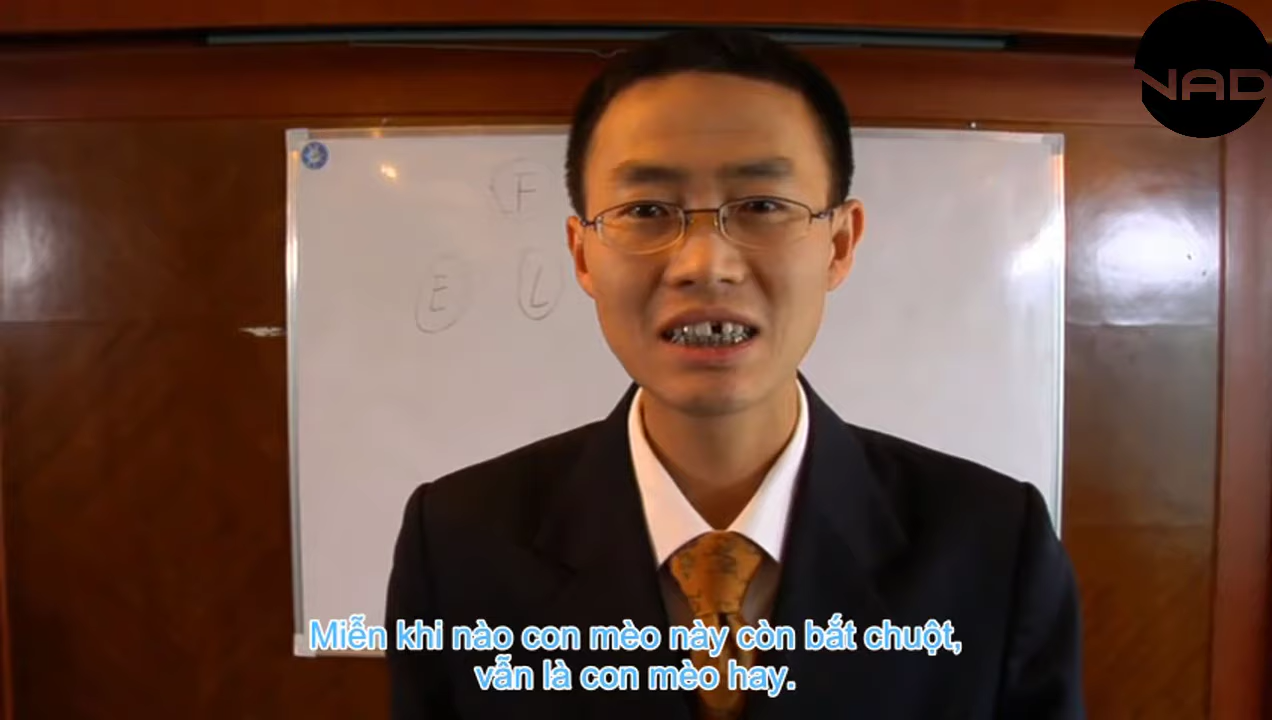 NAD
F
E L
Miễn khi nào con mèo này còn bắt chuột,
vẫn là con mèo hay.